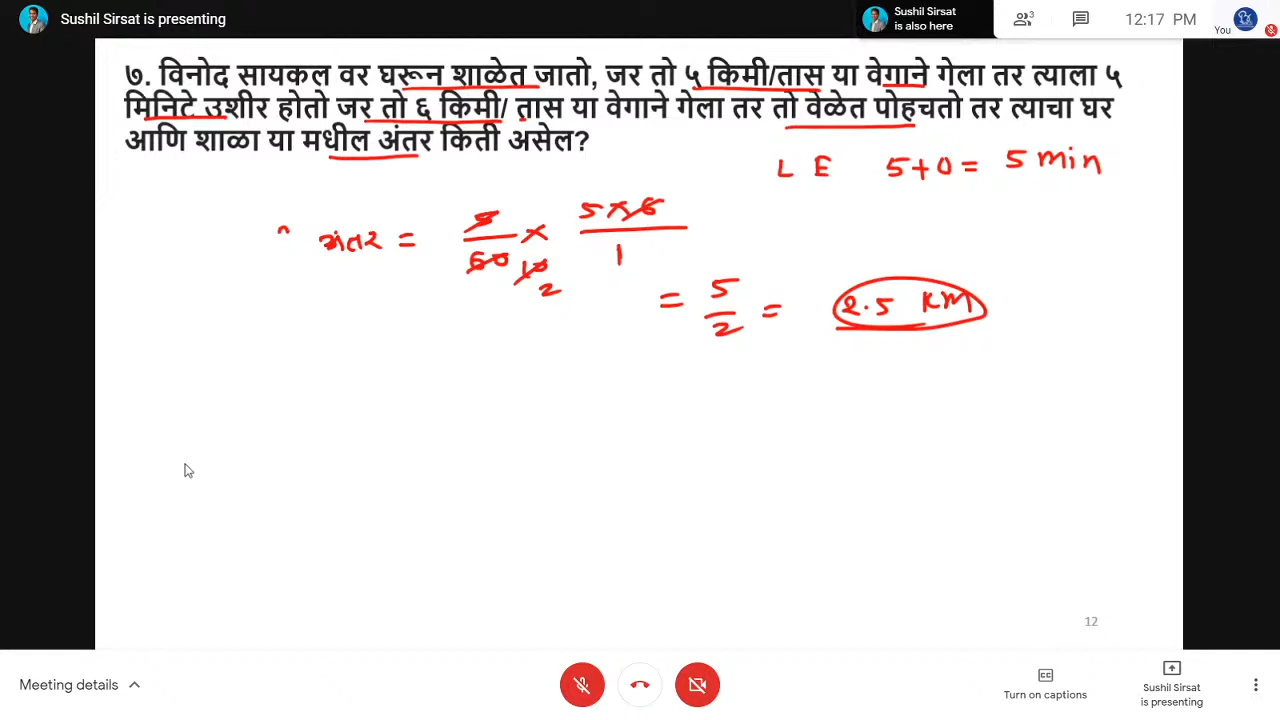 Sushil Sirsat is presenting
Sushil Sirsat
is also here
3
12:17 PM
You
७. विनोद सायकल वर घरून शाळेत जातो, जर तो ५ किमी/तास या वेगाने गेला तर त्याला ५
मिनिटे उशीर होतो जर तो ६ किमी/ तास या वेगाने गेला तर तो वेळेत पोहचतो तर त्याचा घर
आणि शाळा या मधील अंतर किती असेल?
L E 5+0= 5 min
अंतर = 5/60 10 2 × 5×6/1
= 5/2 = 2.5 KM
12
Meeting details
Turn on captions
Sushil Sirsat
is presenting